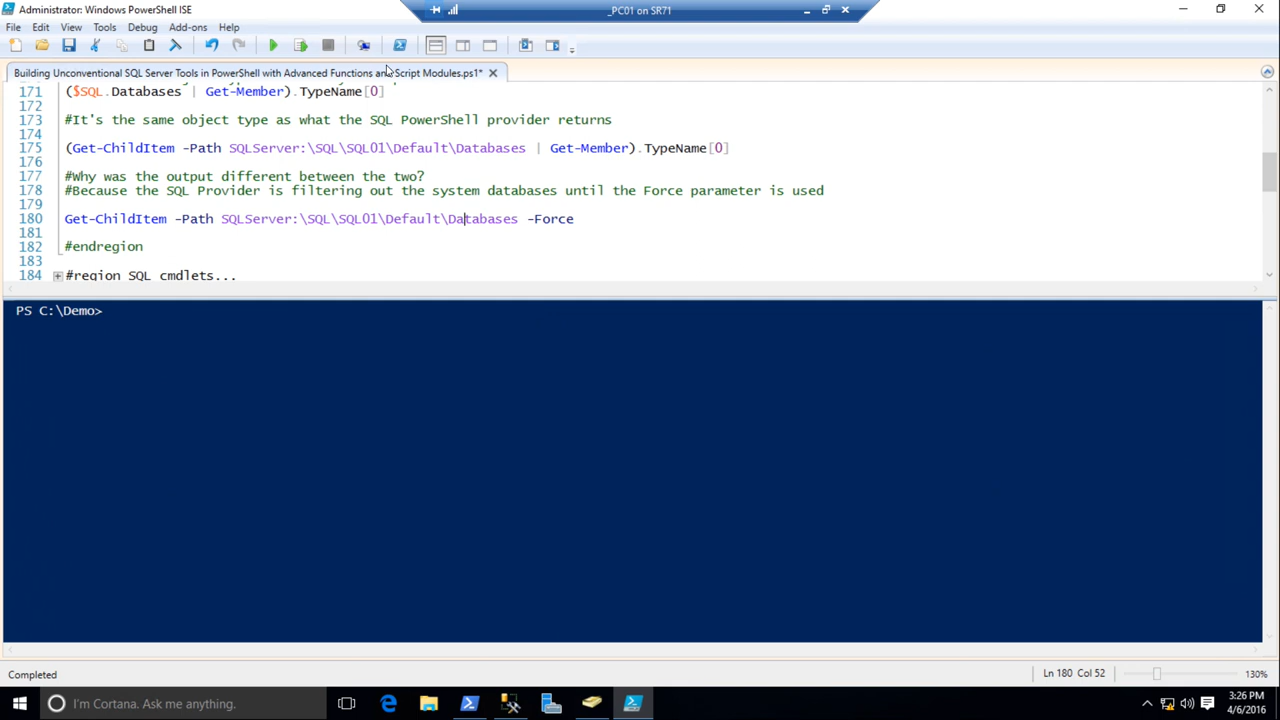 Administrator: Windows PowerShell ISE
_PC01 on SR71
File Edit View Tools Debug Add-ons Help
Building Unconventional SQL Server Tools in PowerShell with Advanced Functions and Script Modules.ps1*
171 ($SQL.Databases | Get-Member).TypeName[0]
172
173 #It's the same object type as what the SQL PowerShell provider returns
174
175 (Get-ChildItem -Path SQLServer:\SQL\SQL01\Default\Databases | Get-Member).TypeName[0]
176
177 #Why was the output different between the two?
178 #Because the SQL Provider is filtering out the system databases until the Force parameter is used
179
180 Get-ChildItem -Path SQLServer:\SQL\SQL01\Default\Databases -Force
181
182 #endregion
183
184 #region SQL cmdlets...
PS C:\Demo>
Completed
Ln 180 Col 52
130%
I'm Cortana. Ask me anything.
3:26 PM
4/6/2016